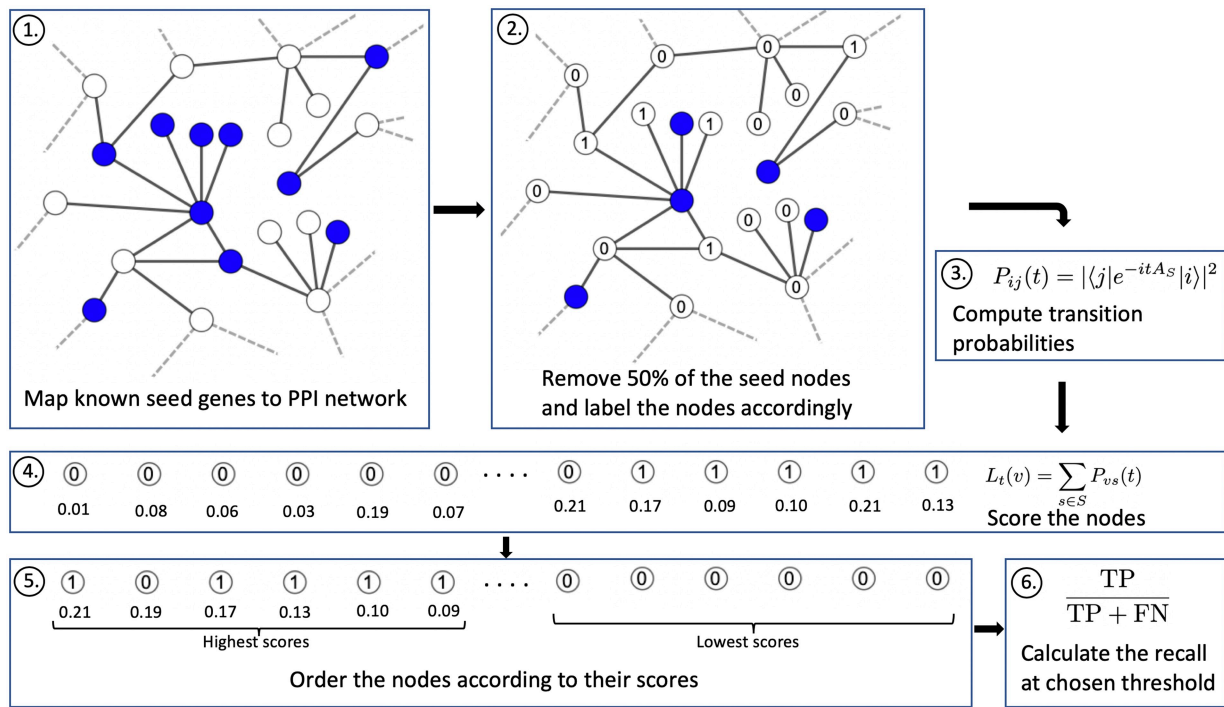 1.
Map known seed genes to PPI network
2.
0
1
0
0
0
1
1
0
0
1
0
0
0
0
0
1
0
0
Remove 50% of the seed nodes
and label the nodes accordingly
3.
P_{ij}(t) = |⟨j|e^{-itA_S}|i⟩|^2
Compute transition
probabilities
4.
0 0 0 0 0 0 .... 0 1 1 1 1 1
0.01 0.08 0.06 0.03 0.19 0.07 0.21 0.17 0.09 0.10 0.21 0.13
L_t(v) = ∑_{s∈S} P_{vs}(t)
Score the nodes
5.
1 0 1 1 1 1 .... 0 0 0 0 0 0
0.21 0.19 0.17 0.13 0.10 0.09
Highest scores
Lowest scores
Order the nodes according to their scores
6.
TP
TP + FN
Calculate the recall
at chosen threshold